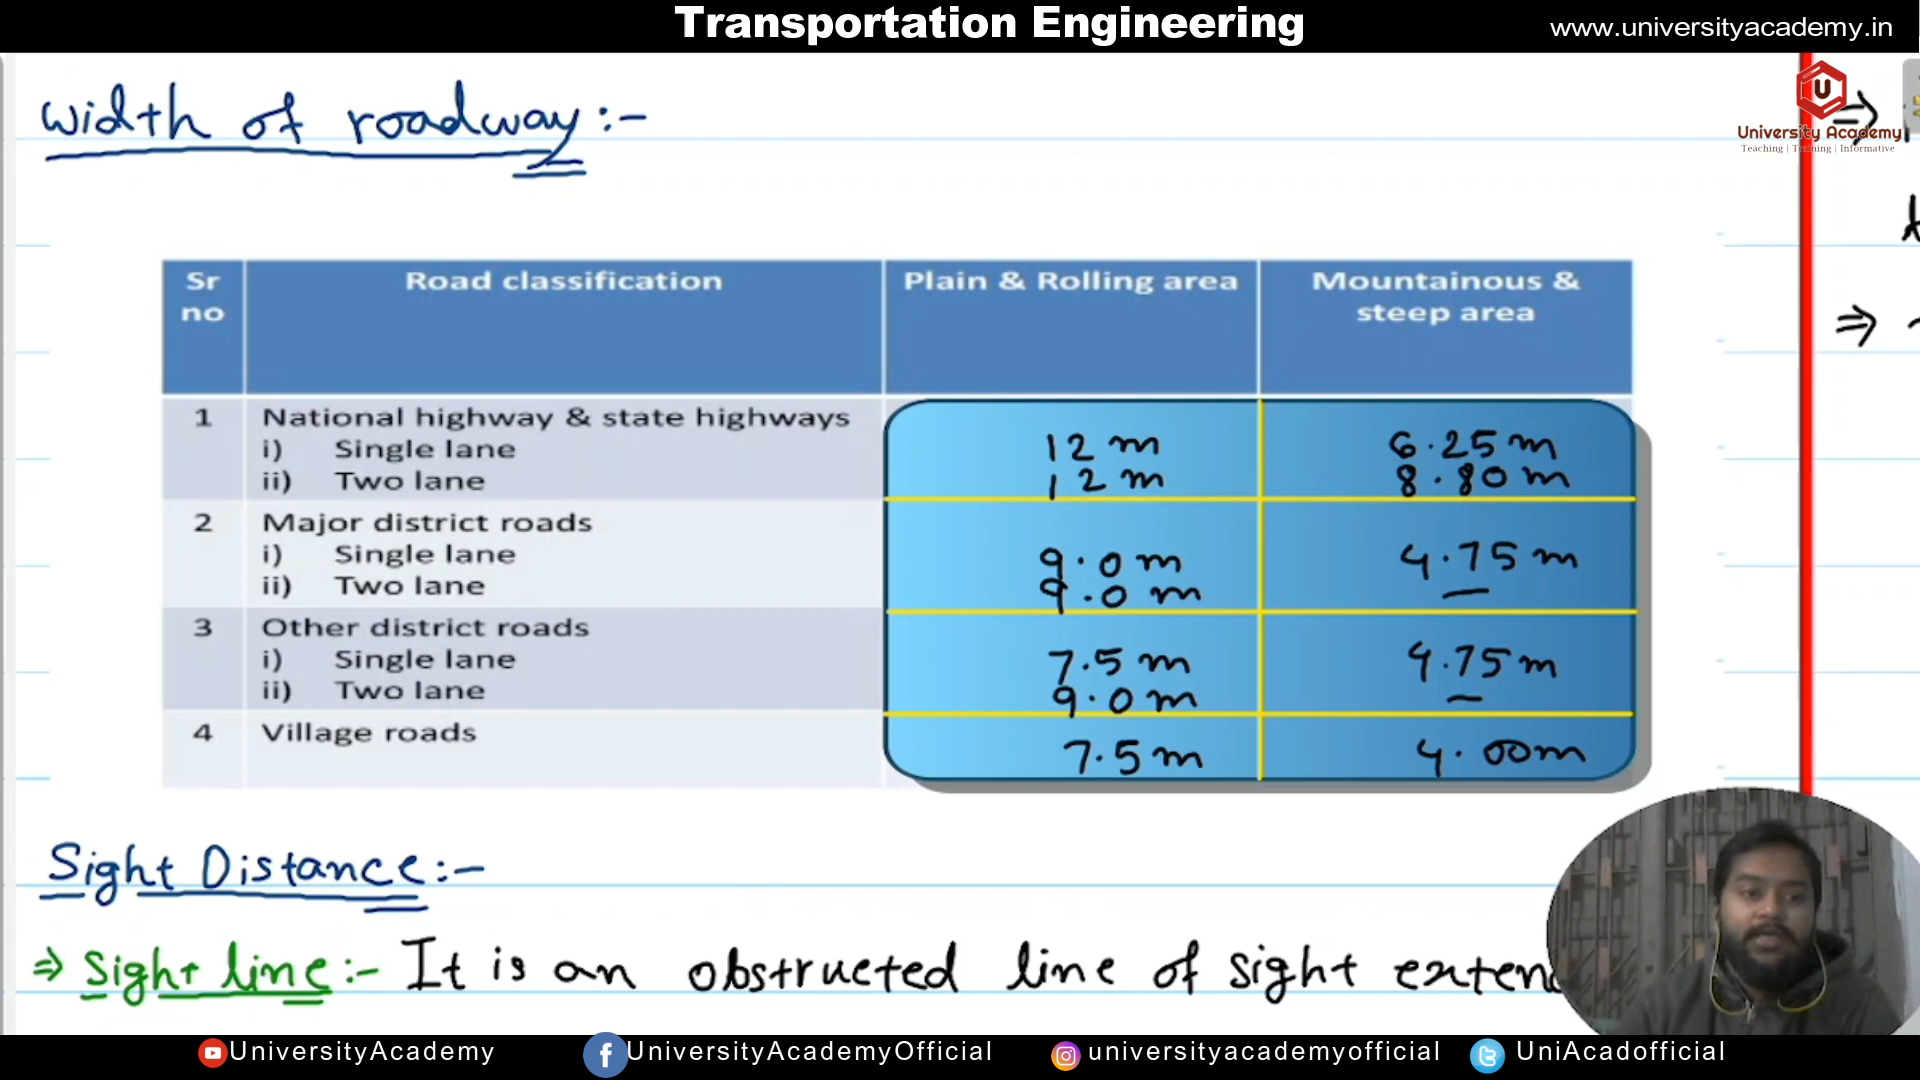 Transportation Engineering
www.universityacademy.in
U
University Academy
Teaching | Training | Informative
Width of roadway :-
Sr no Road classification Plain & Rolling area Mountainous & steep area
1 National highway & state highways
i) Single lane 12 m 6.25 m
ii) Two lane 12 m 8.80 m
2 Major district roads
i) Single lane 9.0 m 4.75 m
ii) Two lane 9.0 m —
3 Other district roads
i) Single lane 7.5 m 4.75 m
ii) Two lane 9.0 m —
4 Village roads 7.5 m 4.00m
Sight Distance :-
⇒ Sight line :- It is an obstructed line of sight exten
UniversityAcademy UniversityAcademyOfficial universityacademyofficial UniAcadofficial